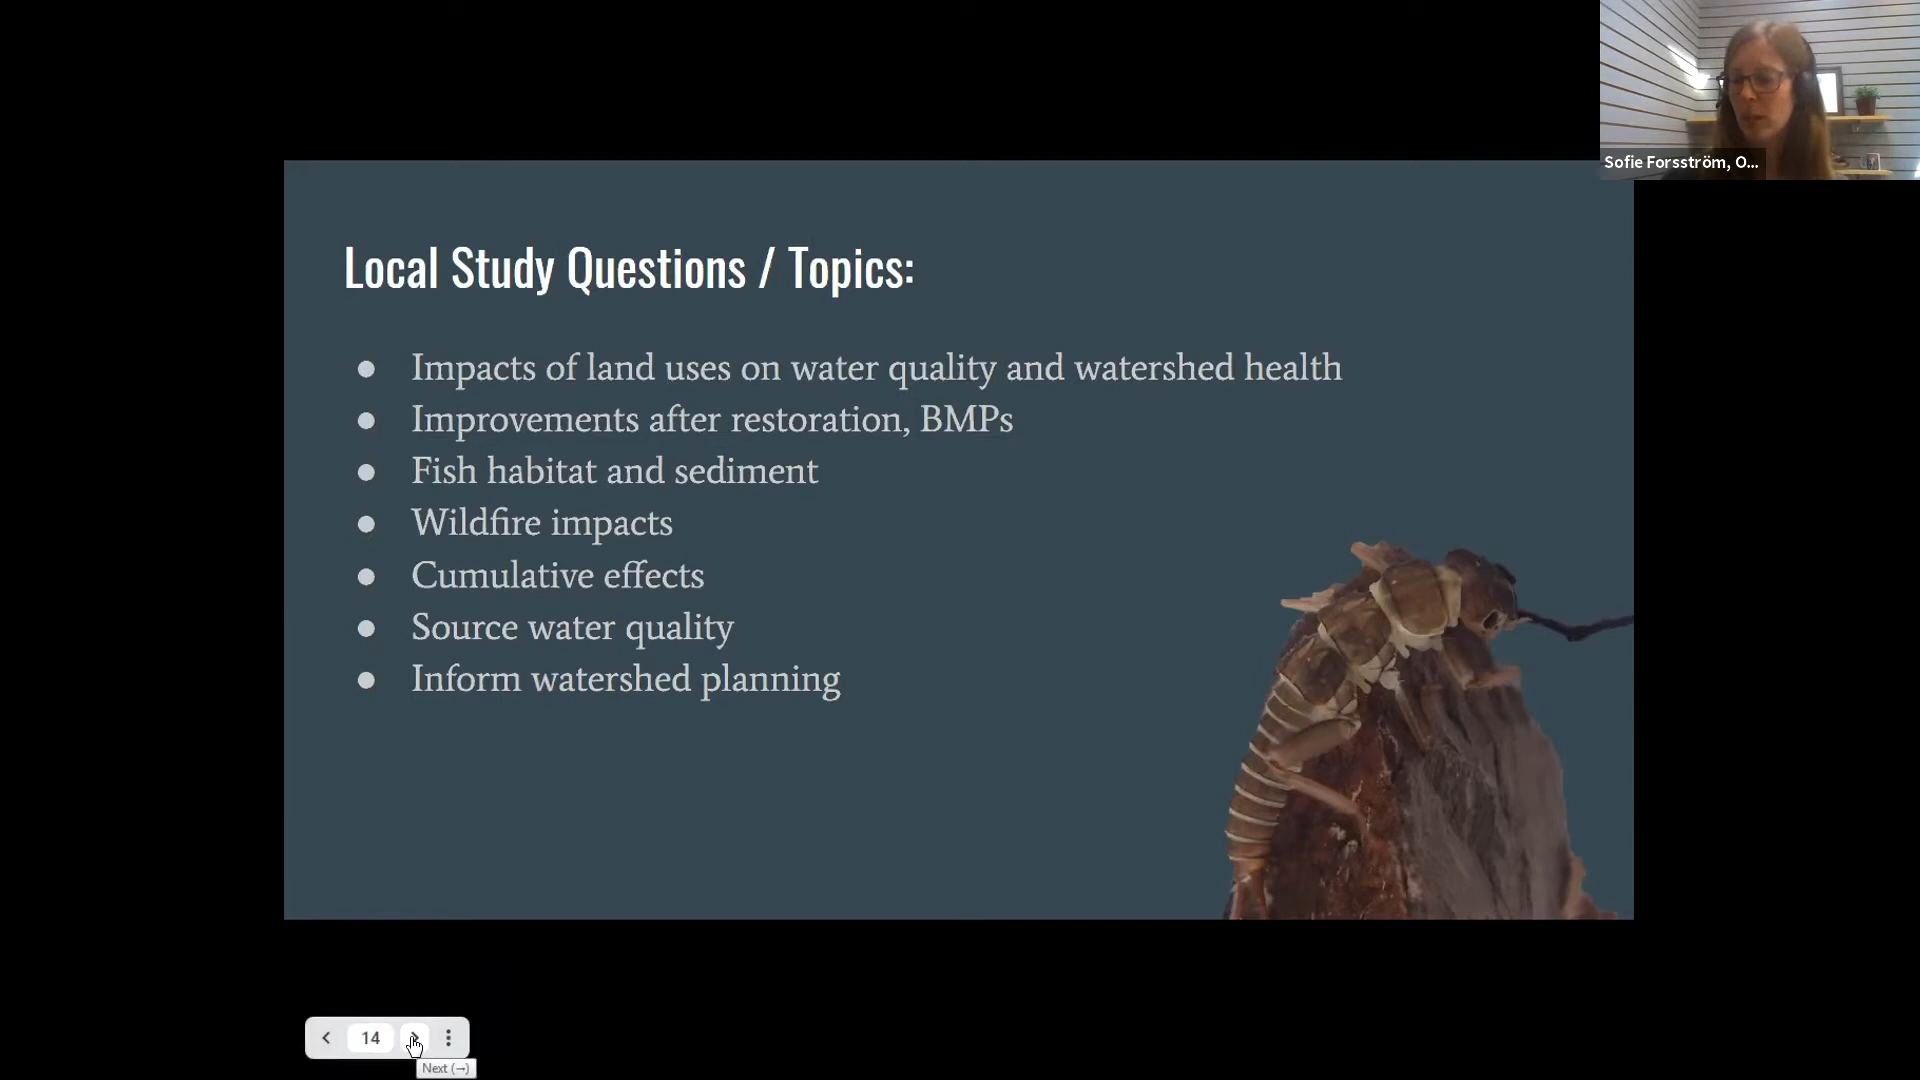 Sofie Forsström, O...
Local Study Questions / Topics:
● Impacts of land uses on water quality and watershed health
● Improvements after restoration, BMPs
● Fish habitat and sediment
● Wildfire impacts
● Cumulative effects
● Source water quality
● Inform watershed planning
14
Next (→)